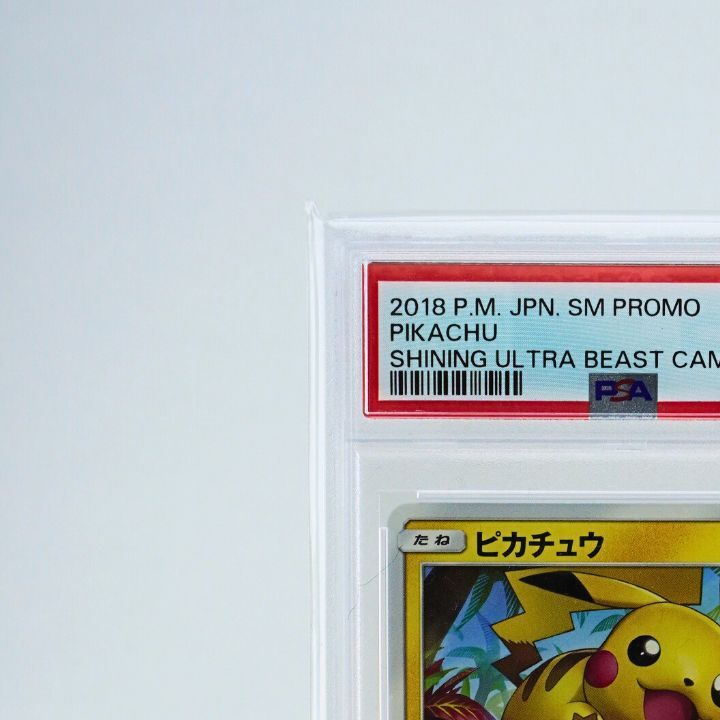 2018 P.M. JPN. SM PROMO
PIKACHU
SHINING ULTRA BEAST CAM
PSA
たね ピカチュウ